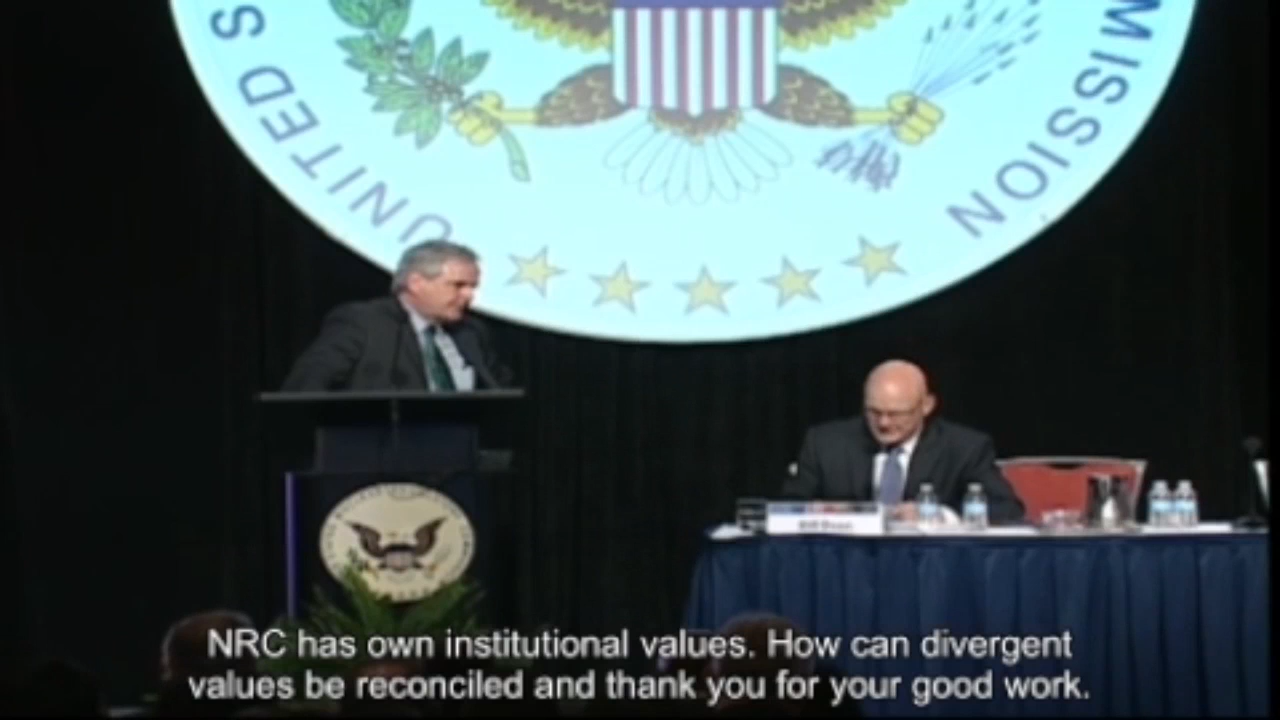 UNITED S
MISSION
NRC has own institutional values. How can divergent
values be reconciled and thank you for your good work.